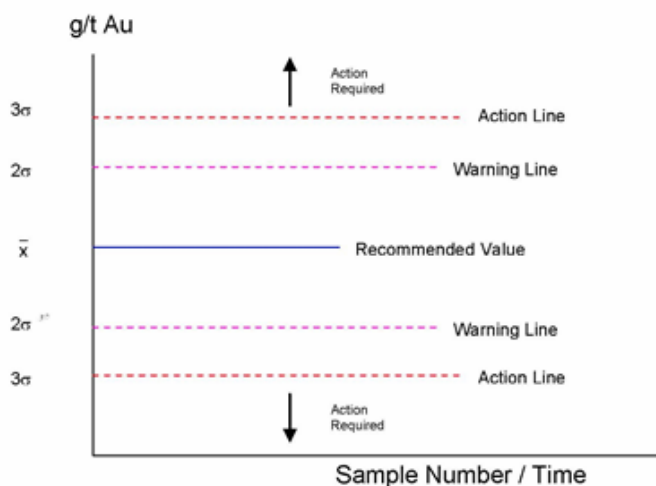 g/t Au
Action
Required
3σ
Action Line
2σ
Warning Line
x̄
Recommended Value
2σ
Warning Line
3σ
Action Line
Action
Required
Sample Number / Time